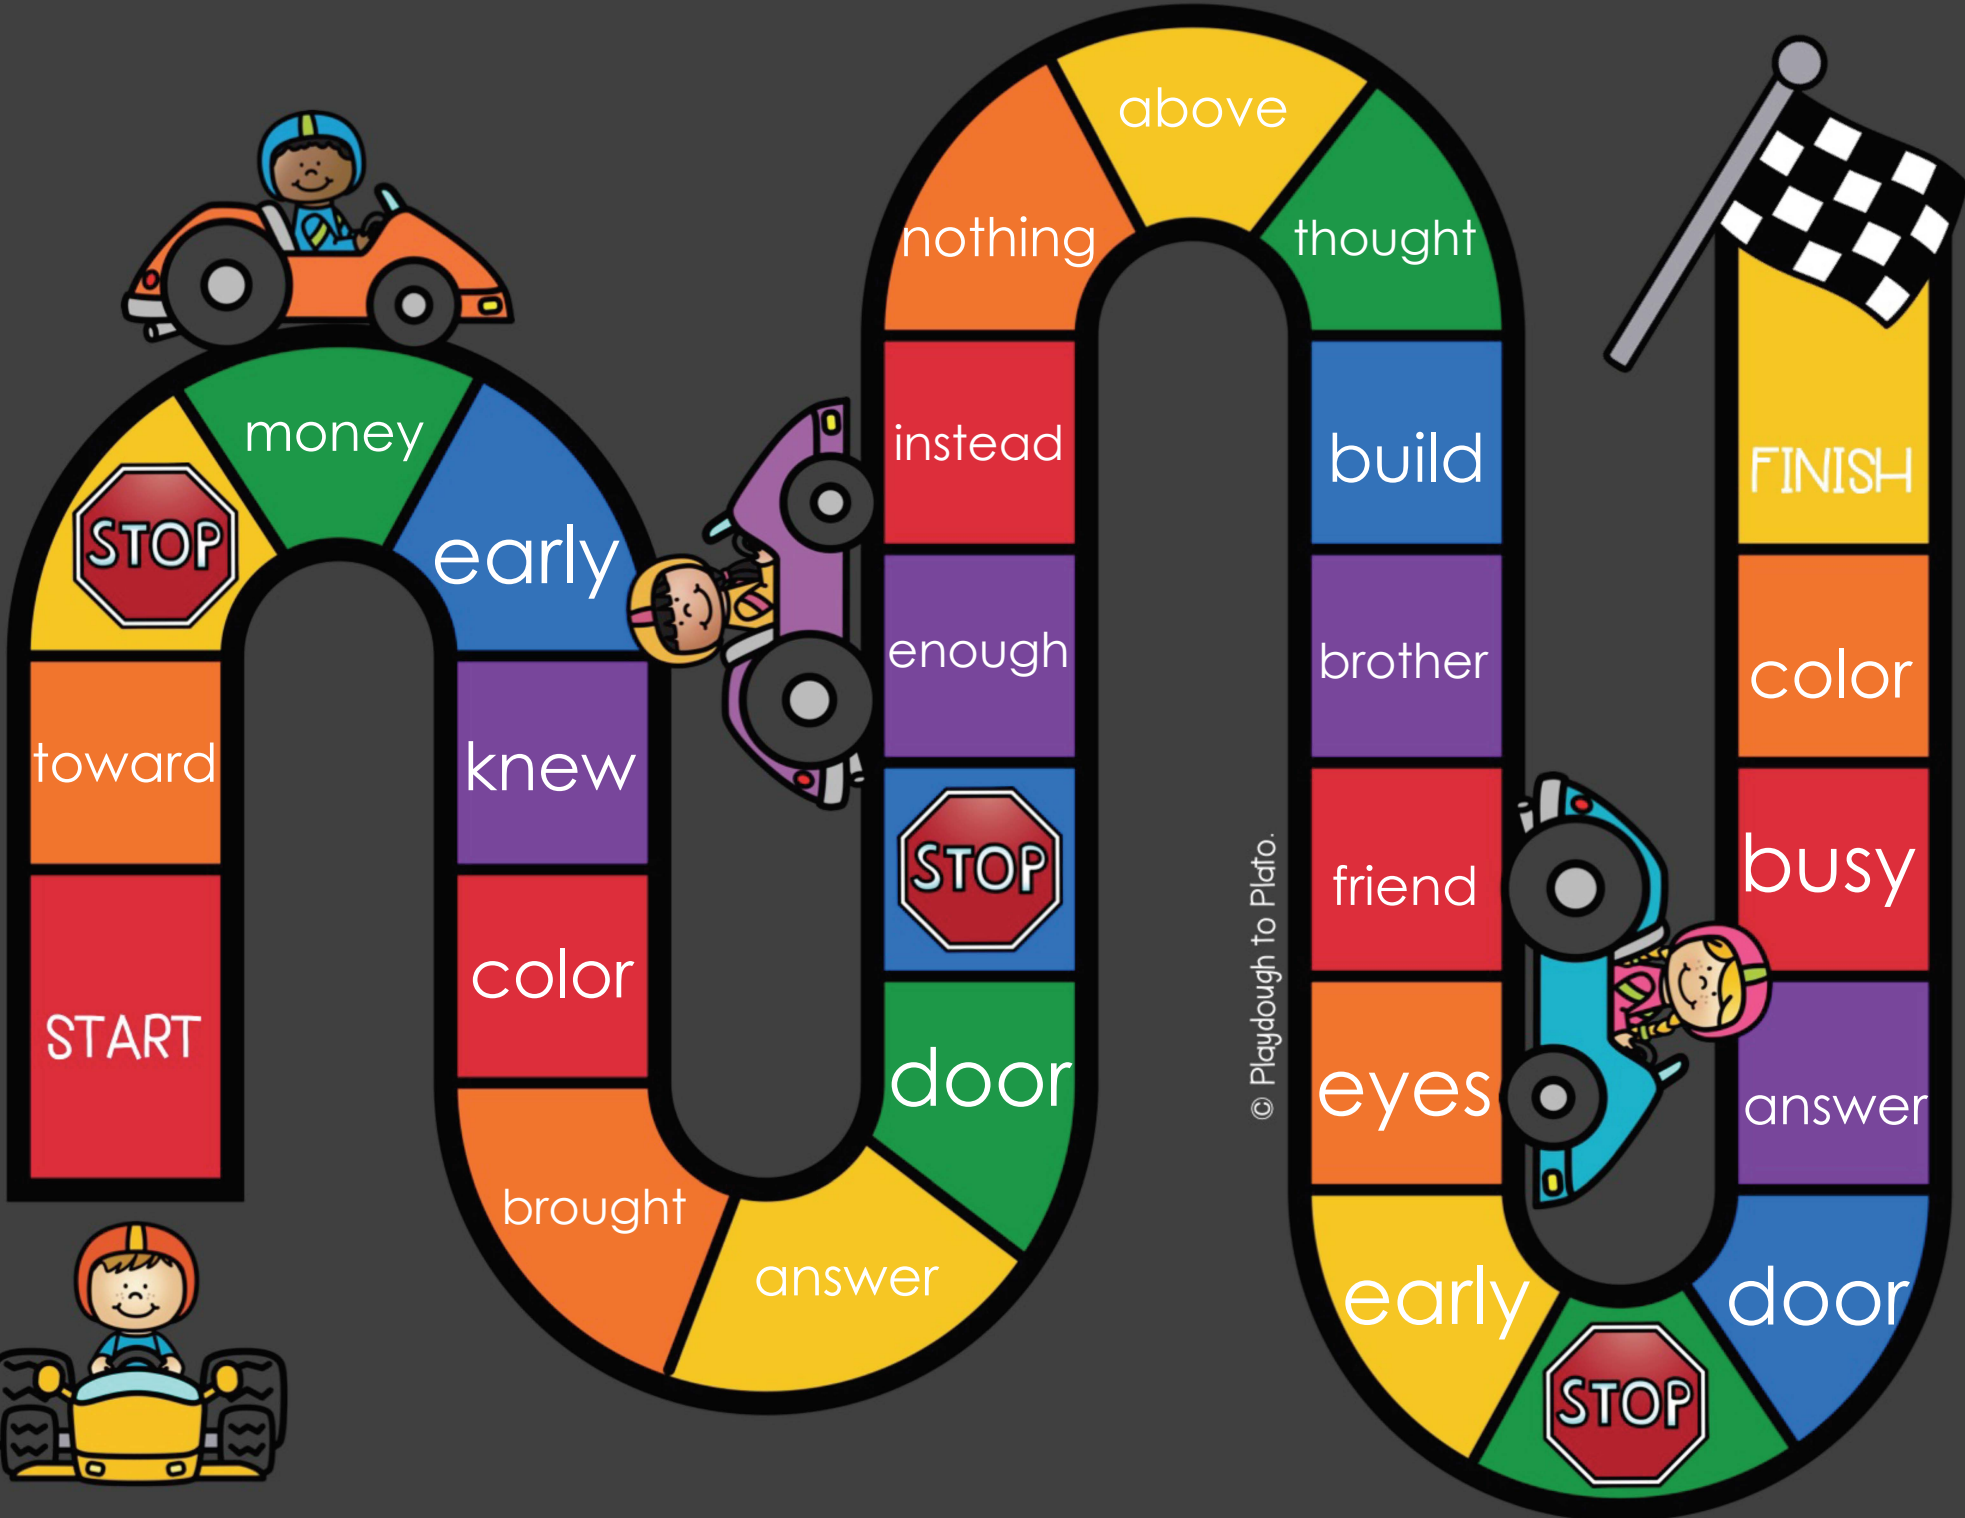 START
toward
STOP
money
early
knew
color
brought
answer
door
STOP
enough
instead
nothing
above
thought
build
brother
friend
eyes
early
STOP
door
answer
busy
color
FINISH
© Playdough to Plato.